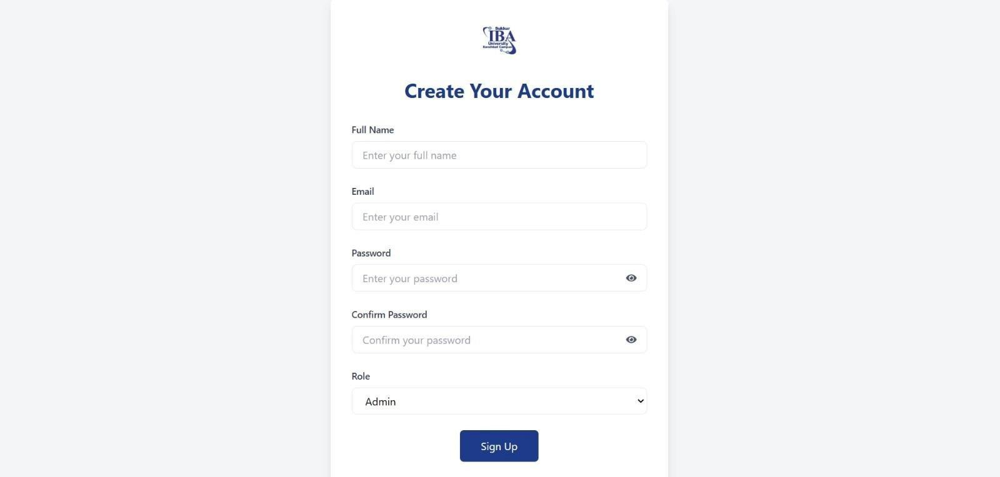 Sukkur
IBA
University
Kandhkot Campus
Create Your Account
Full Name
Enter your full name
Email
Enter your email
Password
Enter your password
Confirm Password
Confirm your password
Role
Admin
Sign Up